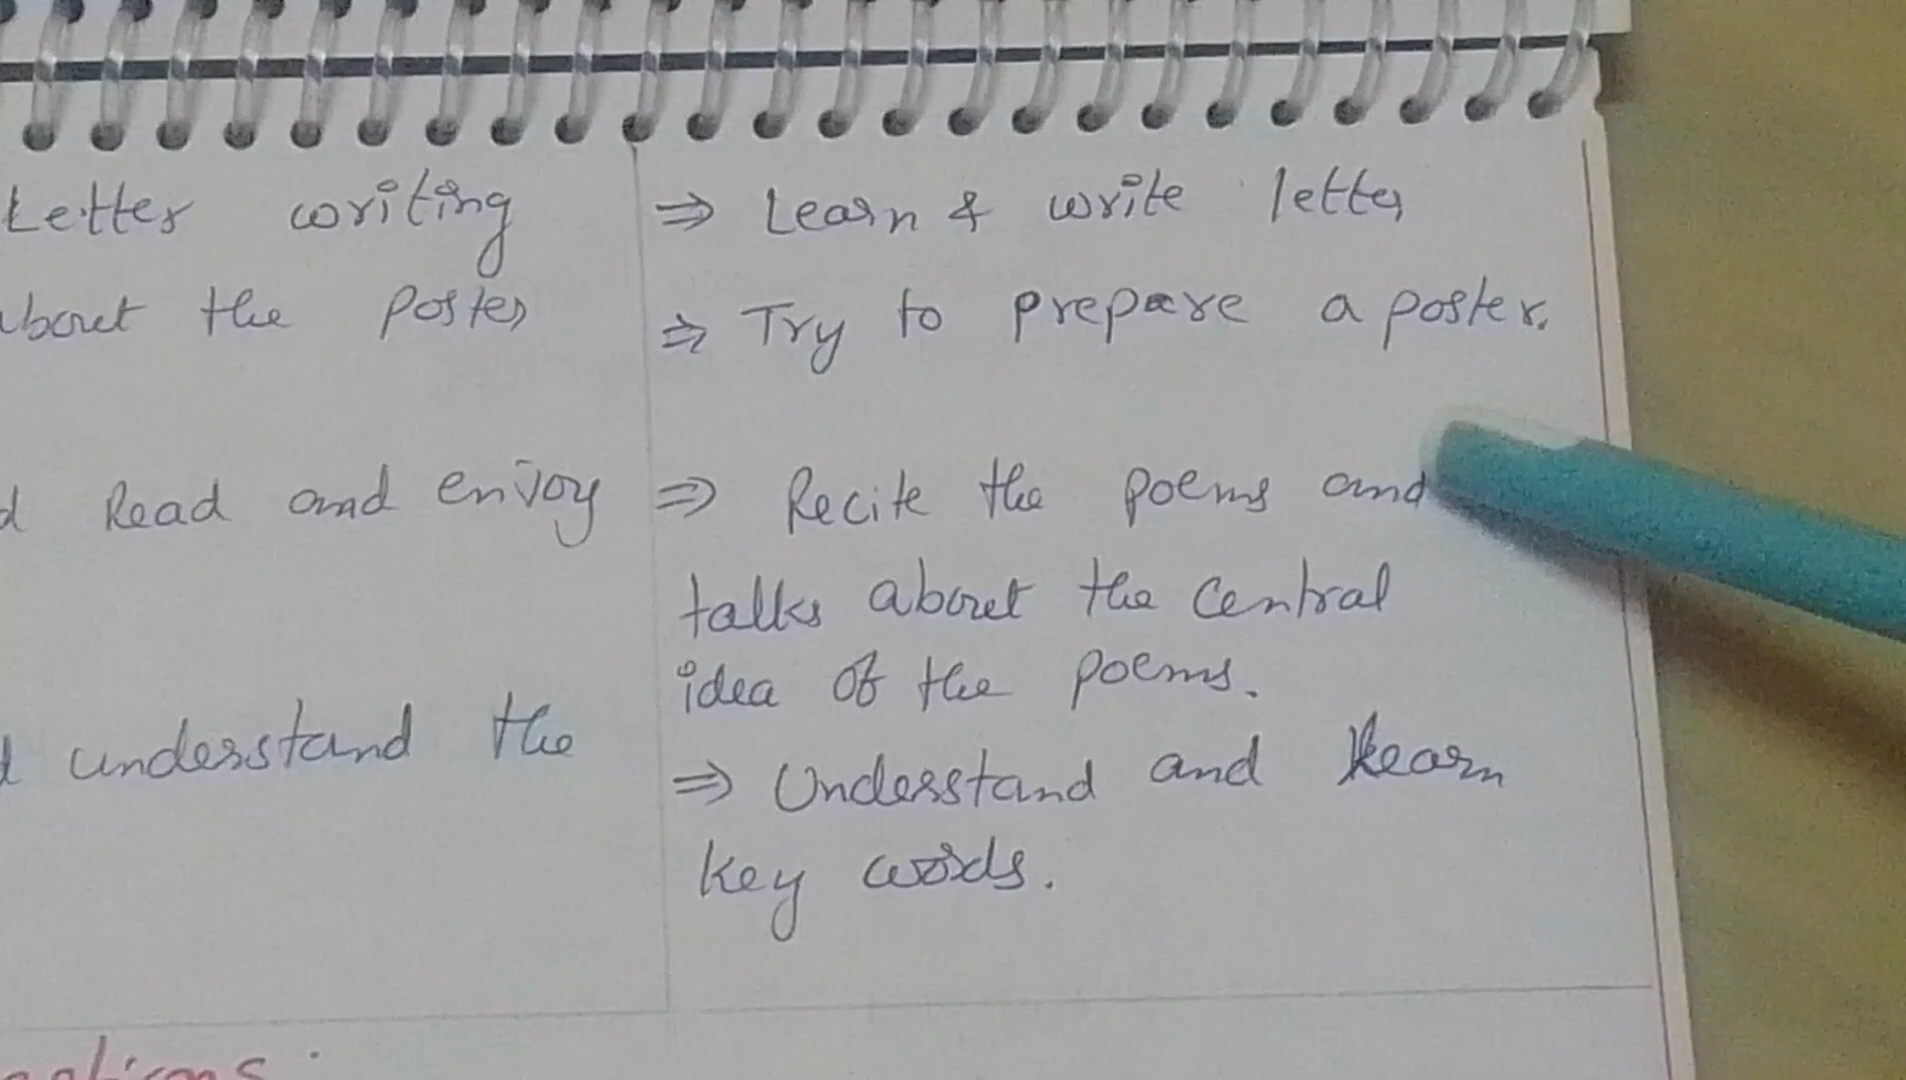 Letter writing
about the poster
Read and enjoy
understand the
⇒ Learn & write letter
⇒ Try to prepare a poster.
⇒ Recite the poems and
talks about the central
idea of the poems.
⇒ Understand and learn
key words.